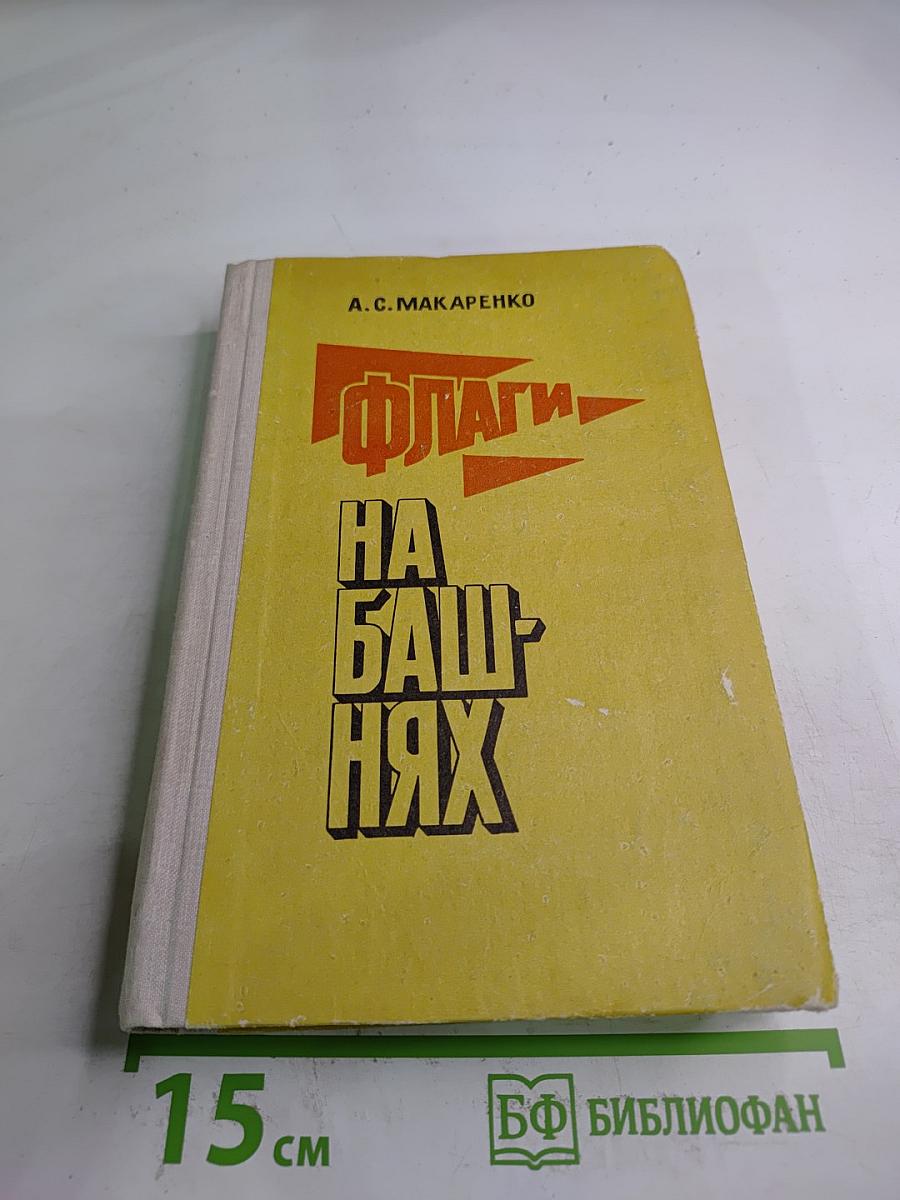 А.С.МАКАРЕНКО
ФЛАГИ
НА
БАШ-
НЯХ
15 см
БФ БИБЛИОФАН